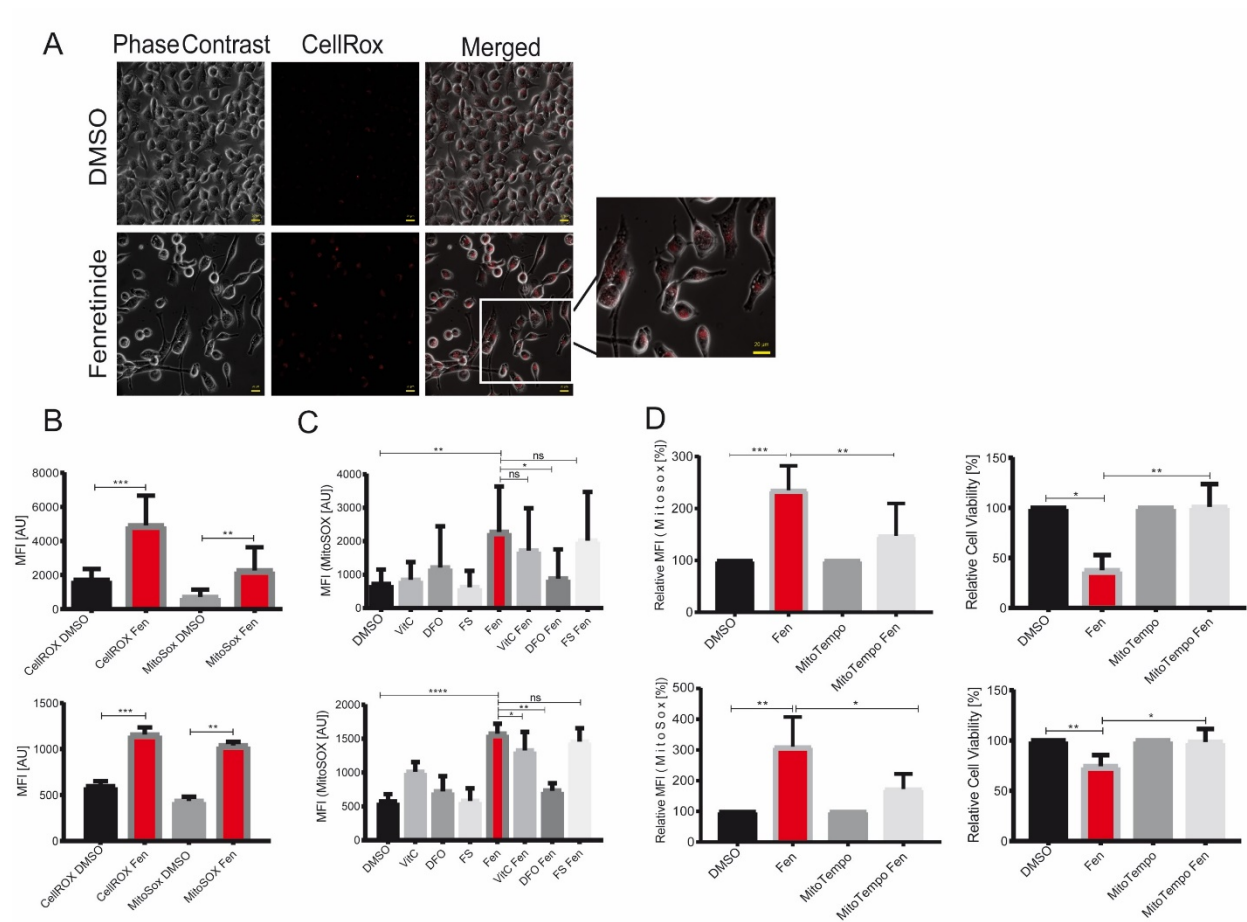 A
Phase Contrast
CellRox
Merged
DMSO
Fenretinide
20 µm
B
MFI [AU]
8000
6000
4000
2000
0
***
**
CellROX DMSO
CellROX Fen
MitoSox DMSO
MitoSox Fen
MFI [AU]
1500
1000
500
0
***
**
CellROX DMSO
CellROX Fen
MitoSox DMSO
MitoSOX Fen
C
MFI (MitoSOX [AU])
4000
3000
2000
1000
0
**
ns
*
ns
DMSO
VitC
DFO
FS
Fen
VitC Fen
DFO Fen
FS Fen
MFI (MitoSOX [AU])
2000
1500
1000
500
0
****
ns
**
*
DMSO
VitC
DFO
FS
Fen
VitC Fen
DFO Fen
FS Fen
D
Relative MFI ( Mitosox [%])
300
200
100
0
***
**
DMSO
Fen
MitoTempo
MitoTempo Fen
Relative Cell Viability [%]
150
100
50
0
*
**
DMSO
Fen
MitoTempo
MitoTempo Fen
Relative MFI ( MitoSox [%])
500
400
300
200
100
0
**
*
DMSO
Fen
MitoTempo
MitoTempo Fen
Relative Cell Viability [%]
150
100
50
0
**
*
DMSO
Fen
MitoTempo
MitoTempo Fen